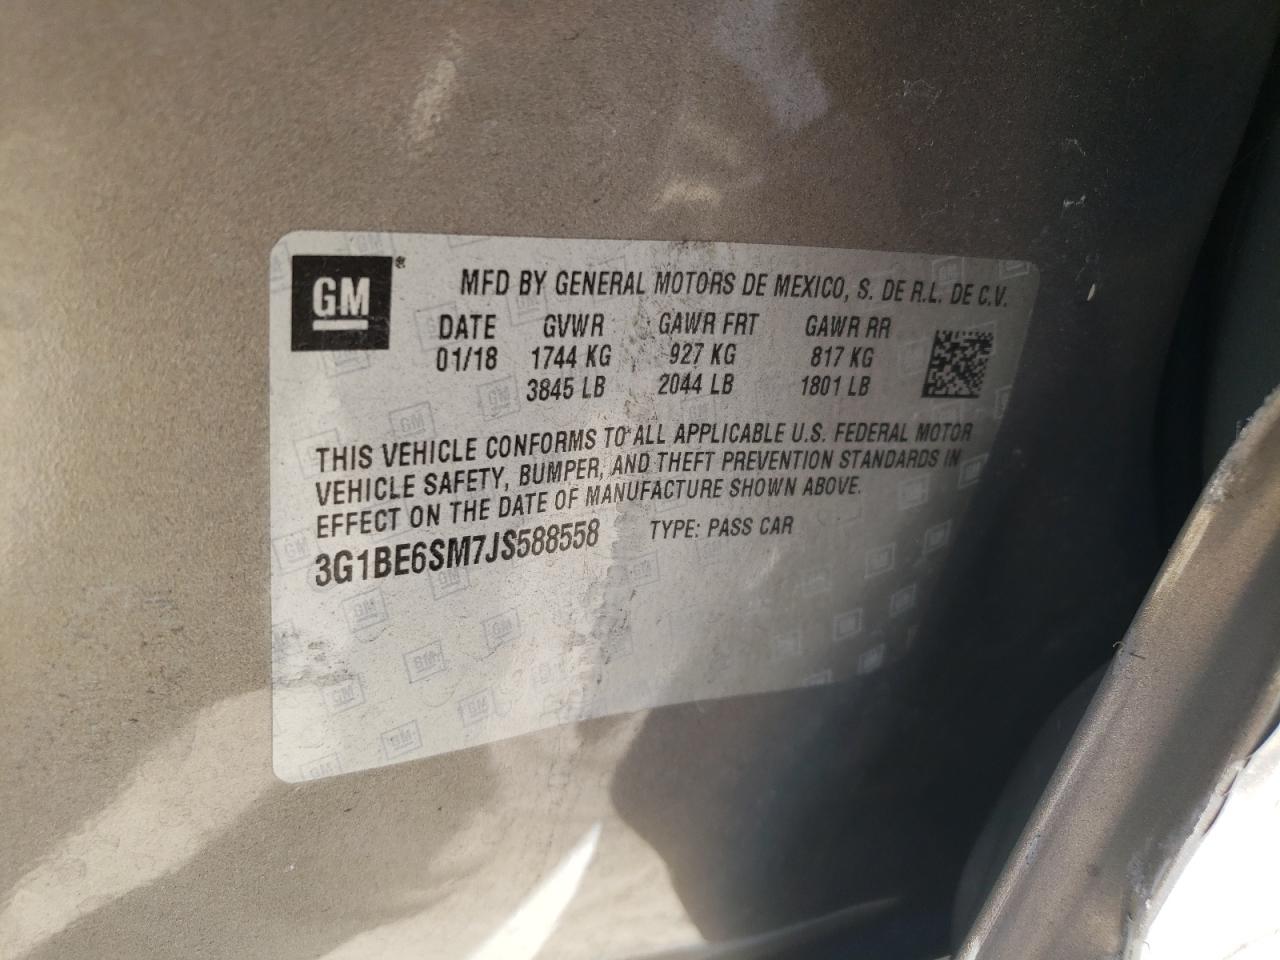 GM
MFD BY GENERAL MOTORS DE MEXICO, S. DE R.L. DE C.V.
DATE GVWR GAWR FRT GAWR RR
01/18 1744 KG 927 KG 817 KG
3845 LB 2044 LB 1801 LB
THIS VEHICLE CONFORMS TO ALL APPLICABLE U.S. FEDERAL MOTOR
VEHICLE SAFETY, BUMPER, AND THEFT PREVENTION STANDARDS IN
EFFECT ON THE DATE OF MANUFACTURE SHOWN ABOVE.
3G1BE6SM7JS588558 TYPE: PASS CAR